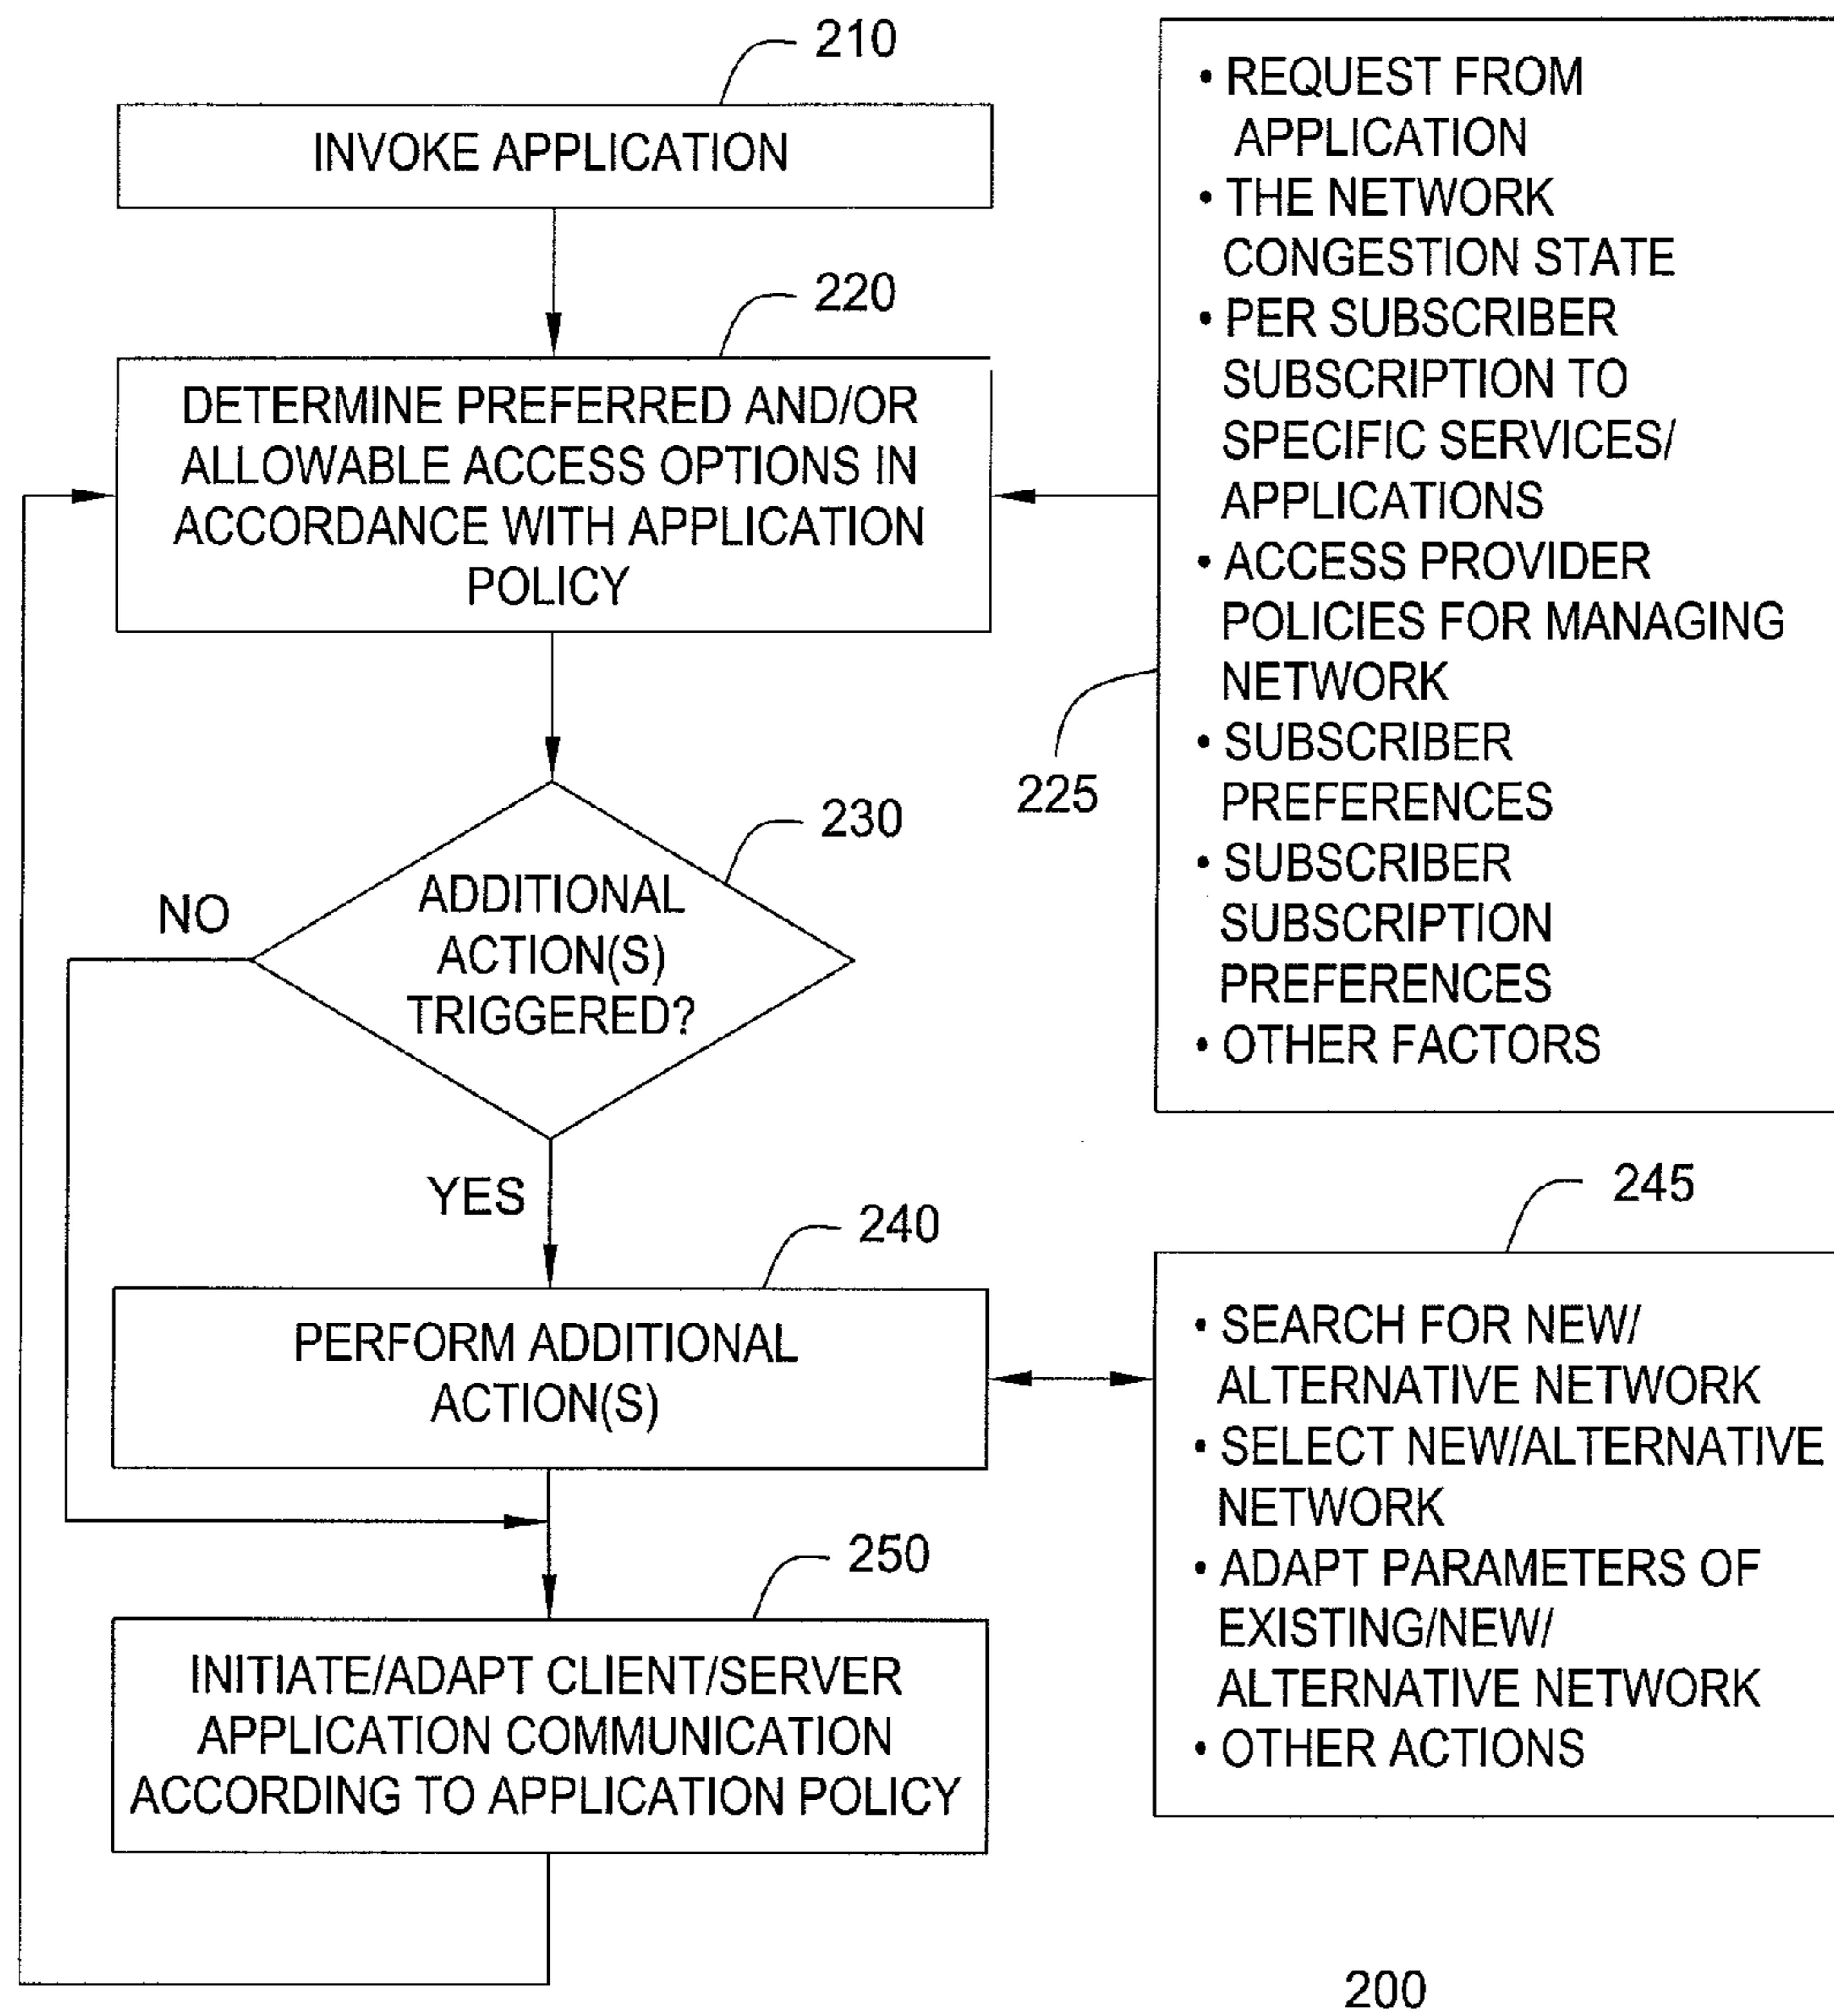 210
INVOKE APPLICATION
220
DETERMINE PREFERRED AND/OR
ALLOWABLE ACCESS OPTIONS IN
ACCORDANCE WITH APPLICATION
POLICY
• REQUEST FROM
APPLICATION
• THE NETWORK
CONGESTION STATE
• PER SUBSCRIBER
SUBSCRIPTION TO
SPECIFIC SERVICES/
APPLICATIONS
• ACCESS PROVIDER
POLICIES FOR MANAGING
NETWORK
• SUBSCRIBER
PREFERENCES
• SUBSCRIBER
SUBSCRIPTION
PREFERENCES
• OTHER FACTORS
225
230
ADDITIONAL
ACTION(S)
TRIGGERED?
NO
YES
240
PERFORM ADDITIONAL
ACTION(S)
245
• SEARCH FOR NEW/
ALTERNATIVE NETWORK
• SELECT NEW/ALTERNATIVE
NETWORK
• ADAPT PARAMETERS OF
EXISTING/NEW/
ALTERNATIVE NETWORK
• OTHER ACTIONS
250
INITIATE/ADAPT CLIENT/SERVER
APPLICATION COMMUNICATION
ACCORDING TO APPLICATION POLICY
200